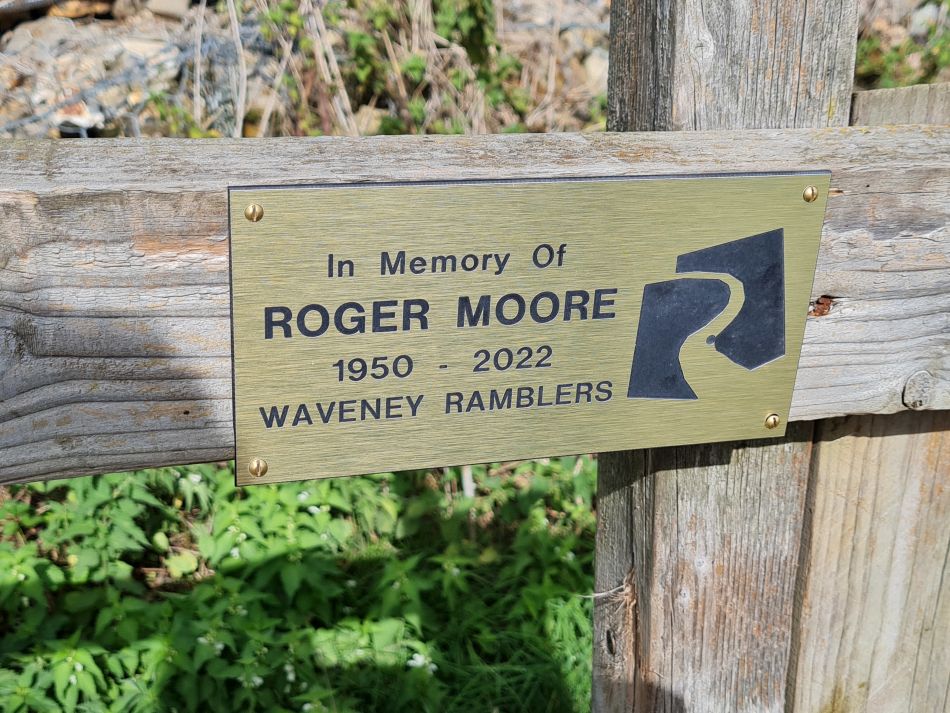 In Memory Of
ROGER MOORE
1950 - 2022
WAVENEY RAMBLERS